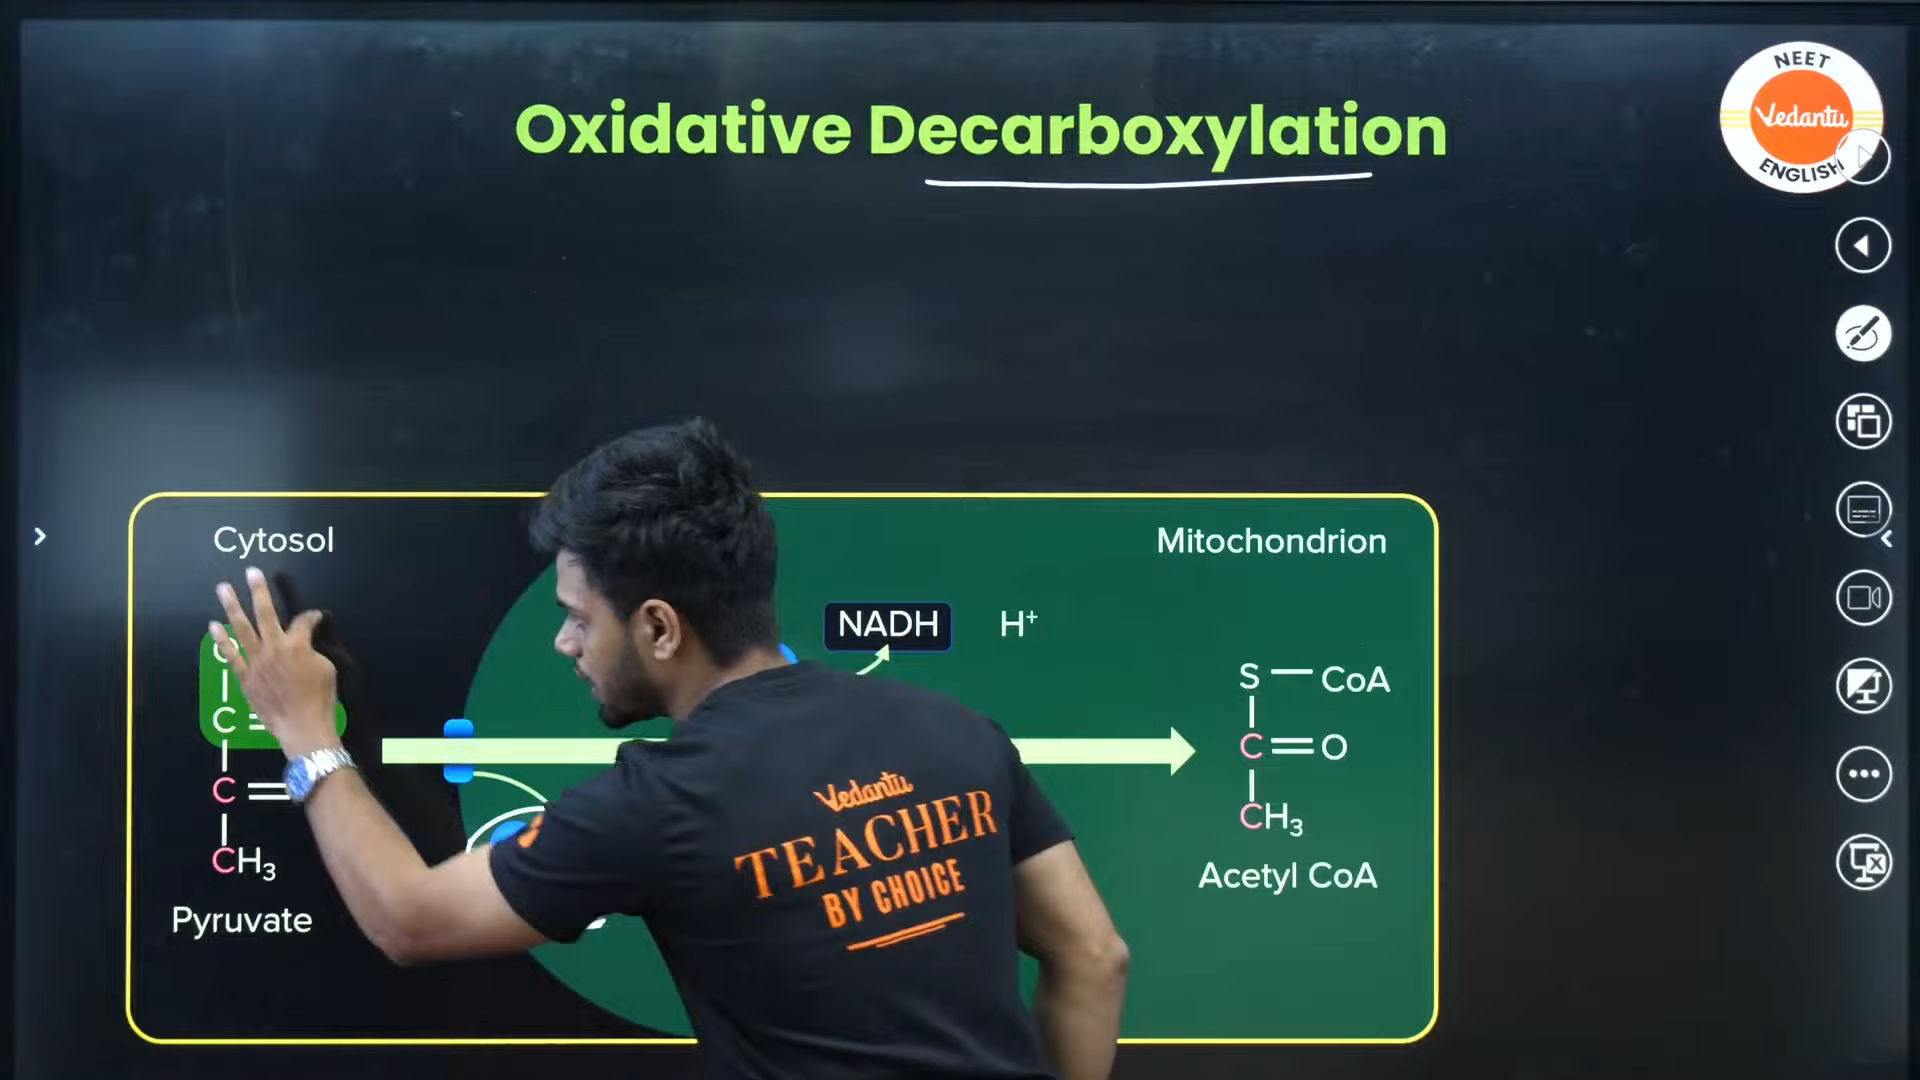 Oxidative Decarboxylation
NEET
Vedantu
ENGLISH
Cytosol
Mitochondrion
NADH H⁺
S — CoA
C
C=O
C
CH₃
CH₃
Acetyl CoA
Pyruvate
Vedantu
TEACHER
BY CHOICE